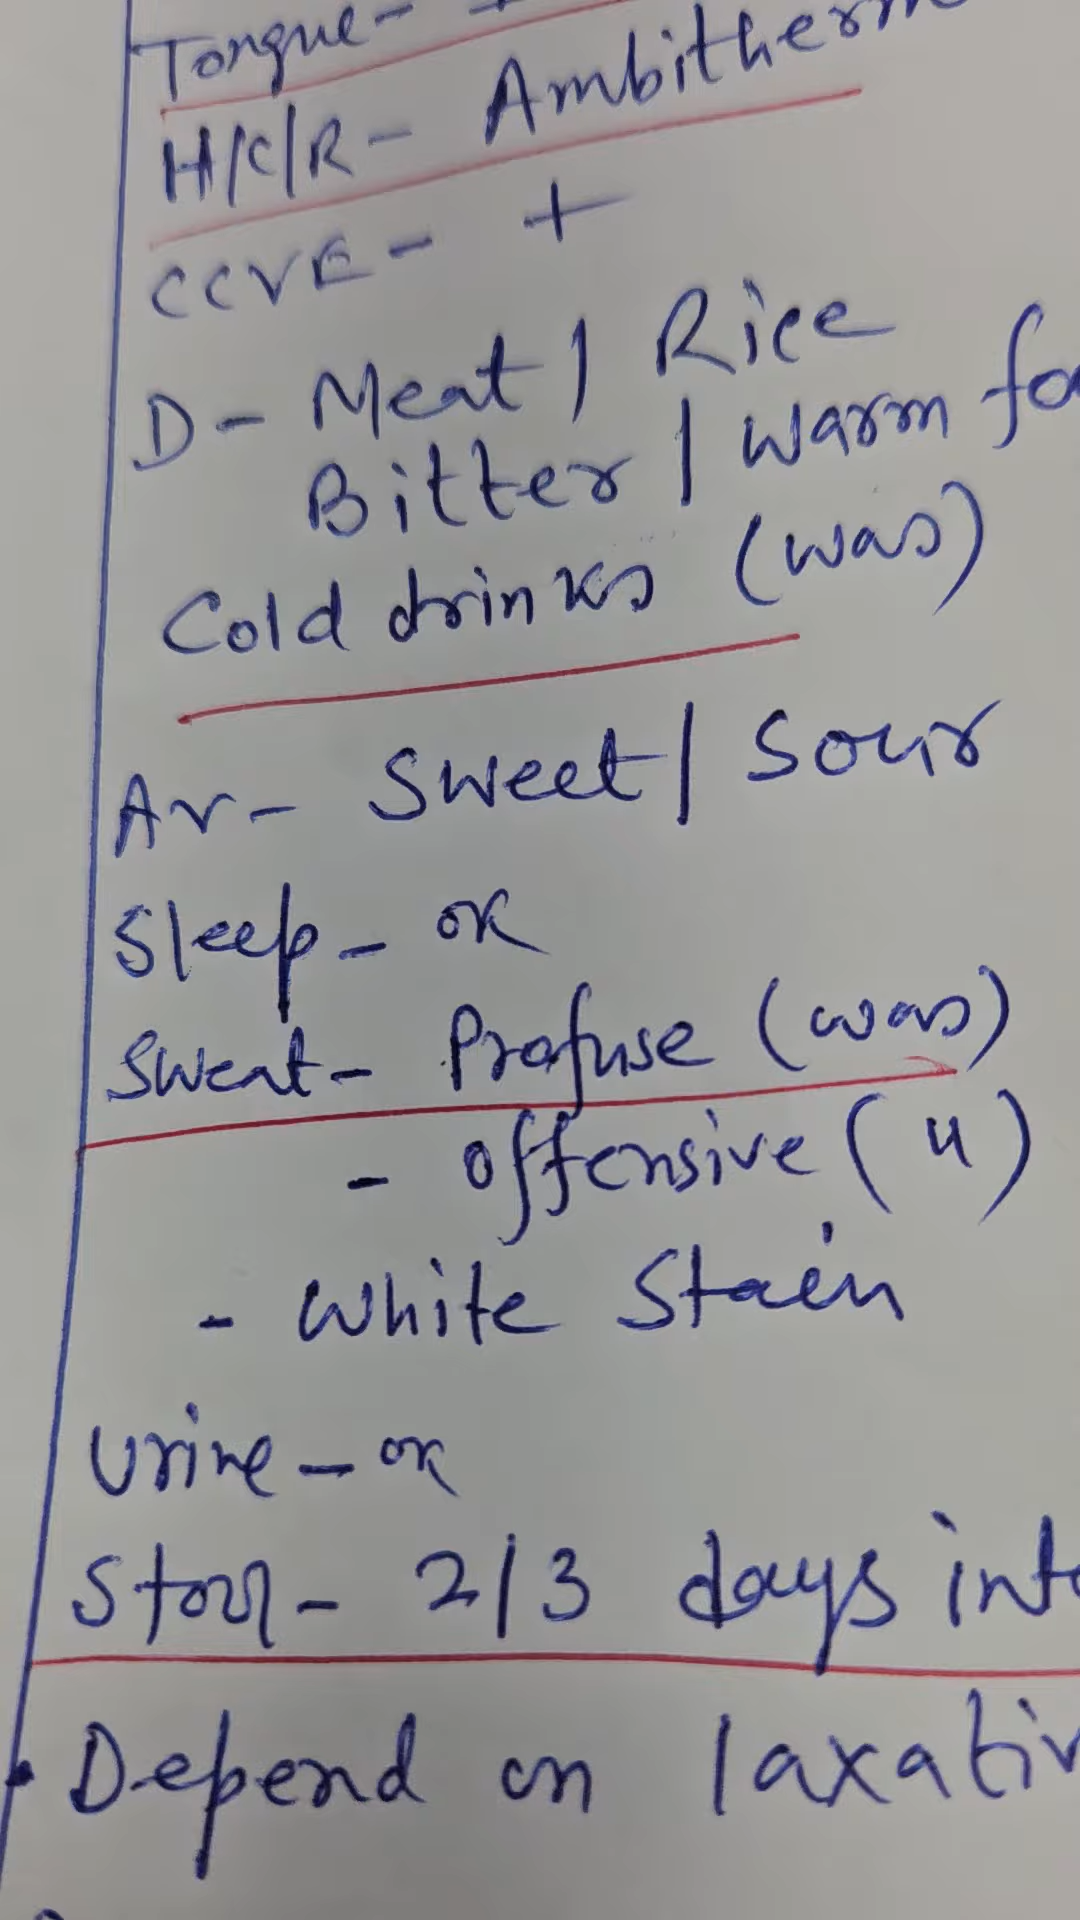 Tongue-
H/C/R- Ambitherm
CCVE- +
D- Meat/ Rice
Bitter/ warm fo
Cold drinks (was)
Av- Sweet/ Sour
Sleep- ok
Sweat- Profuse (was)
- Offensive (")
- White Stain
Urine- ok
Stool- 2/3 days inte
Depend on laxativ